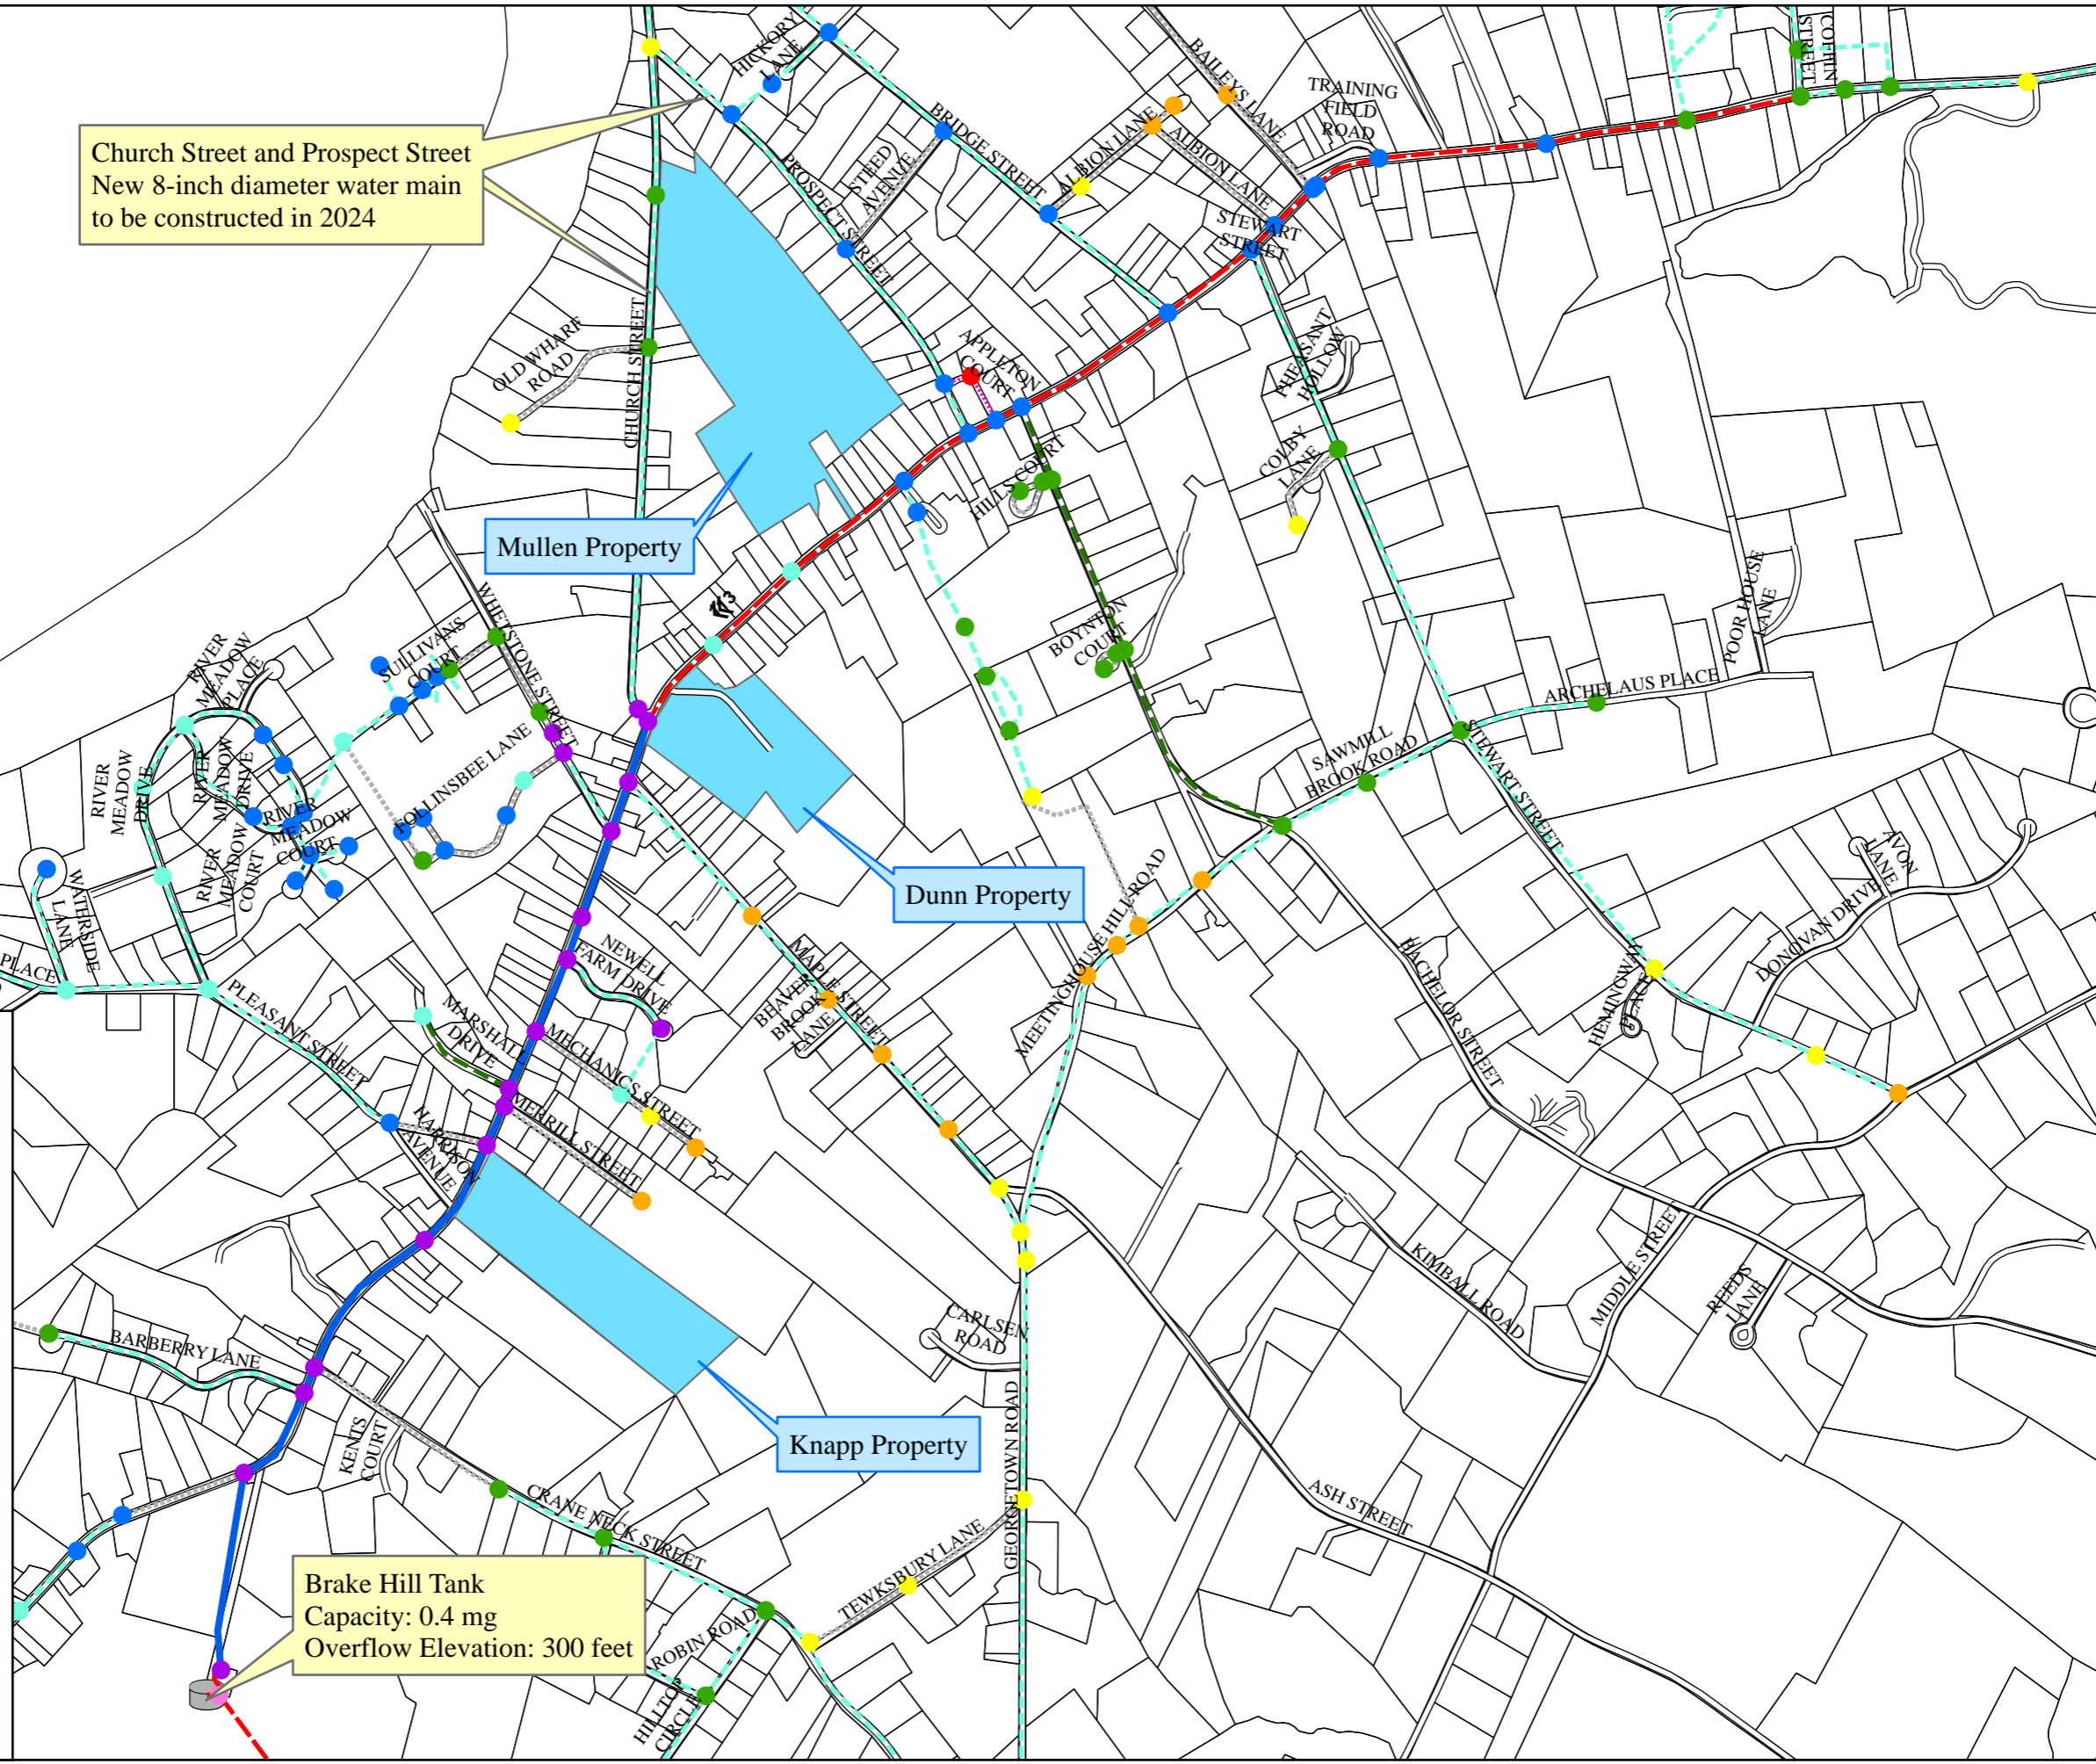 HICKORY
LANE
BAILEYS LANE
TRAINING
FIELD
ROAD
COFFIN
STREET
Church Street and Prospect Street
New 8-inch diameter water main
to be constructed in 2024
BRIDGE STREET
ALBION LANE
ALBION LANE
STEED
AVENUE
PROSPECT STREET
STEWART
STREET
OLD WHARF
ROAD
CHURCH STREET
APPLETON
COURT
PHEASANT
HOLLOW
COLBY
LANE
HILLS COURT
Mullen Property
113
POOR HOUSE
LANE
WHETSTONE STREET
SULLIVANS
COURT
BOYNTON
COURT
RIVER
MEADOW
PLACE
ARCHELAUS PLACE
RIVER
MEADOW
DRIVE
RIVER
MEADOW
DRIVE
FOLLINSBEE LANE
SAWMILL
BROOK ROAD
STEWART STREET
RIVER
MEADOW
COURT
RIVER
MEADOW
COURT
Dunn Property
AVON
LANE
WATERSIDE
LANE
PLACE
DONOVAN DRIVE
MEETINGHOUSE HILL ROAD
NEWELL
FARM DRIVE
MAPLE STREET
BEAVER
BROOK
LANE
BACHELOR STREET
HEMINGWAY
PLACE
PLEASANT STREET
MARSHALL
DRIVE
MECHANICS STREET
MERRILL STREET
HARRISON
AVENUE
KIMBALL ROAD
MIDDLE STREET
REEDS
LANE
CARLSEN
ROAD
BARBERRY LANE
KENTS
COURT
Knapp Property
GEORGETOWN ROAD
CRANE NECK STREET
ASH STREET
TEWKSBURY LANE
Brake Hill Tank
Capacity: 0.4 mg
Overflow Elevation: 300 feet
ROBIN ROAD
HILLTOP
CIRCLE